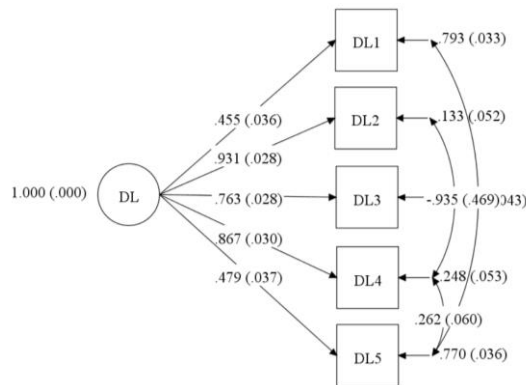 DL1
.793 (.033)
.455 (.036)
DL2
.133 (.052)
.931 (.028)
1.000 (.000)
DL
.763 (.028)
DL3
-.935 (.469)
043)
.867 (.030)
DL4
.248 (.053)
.479 (.037)
.262 (.060)
DL5
.770 (.036)